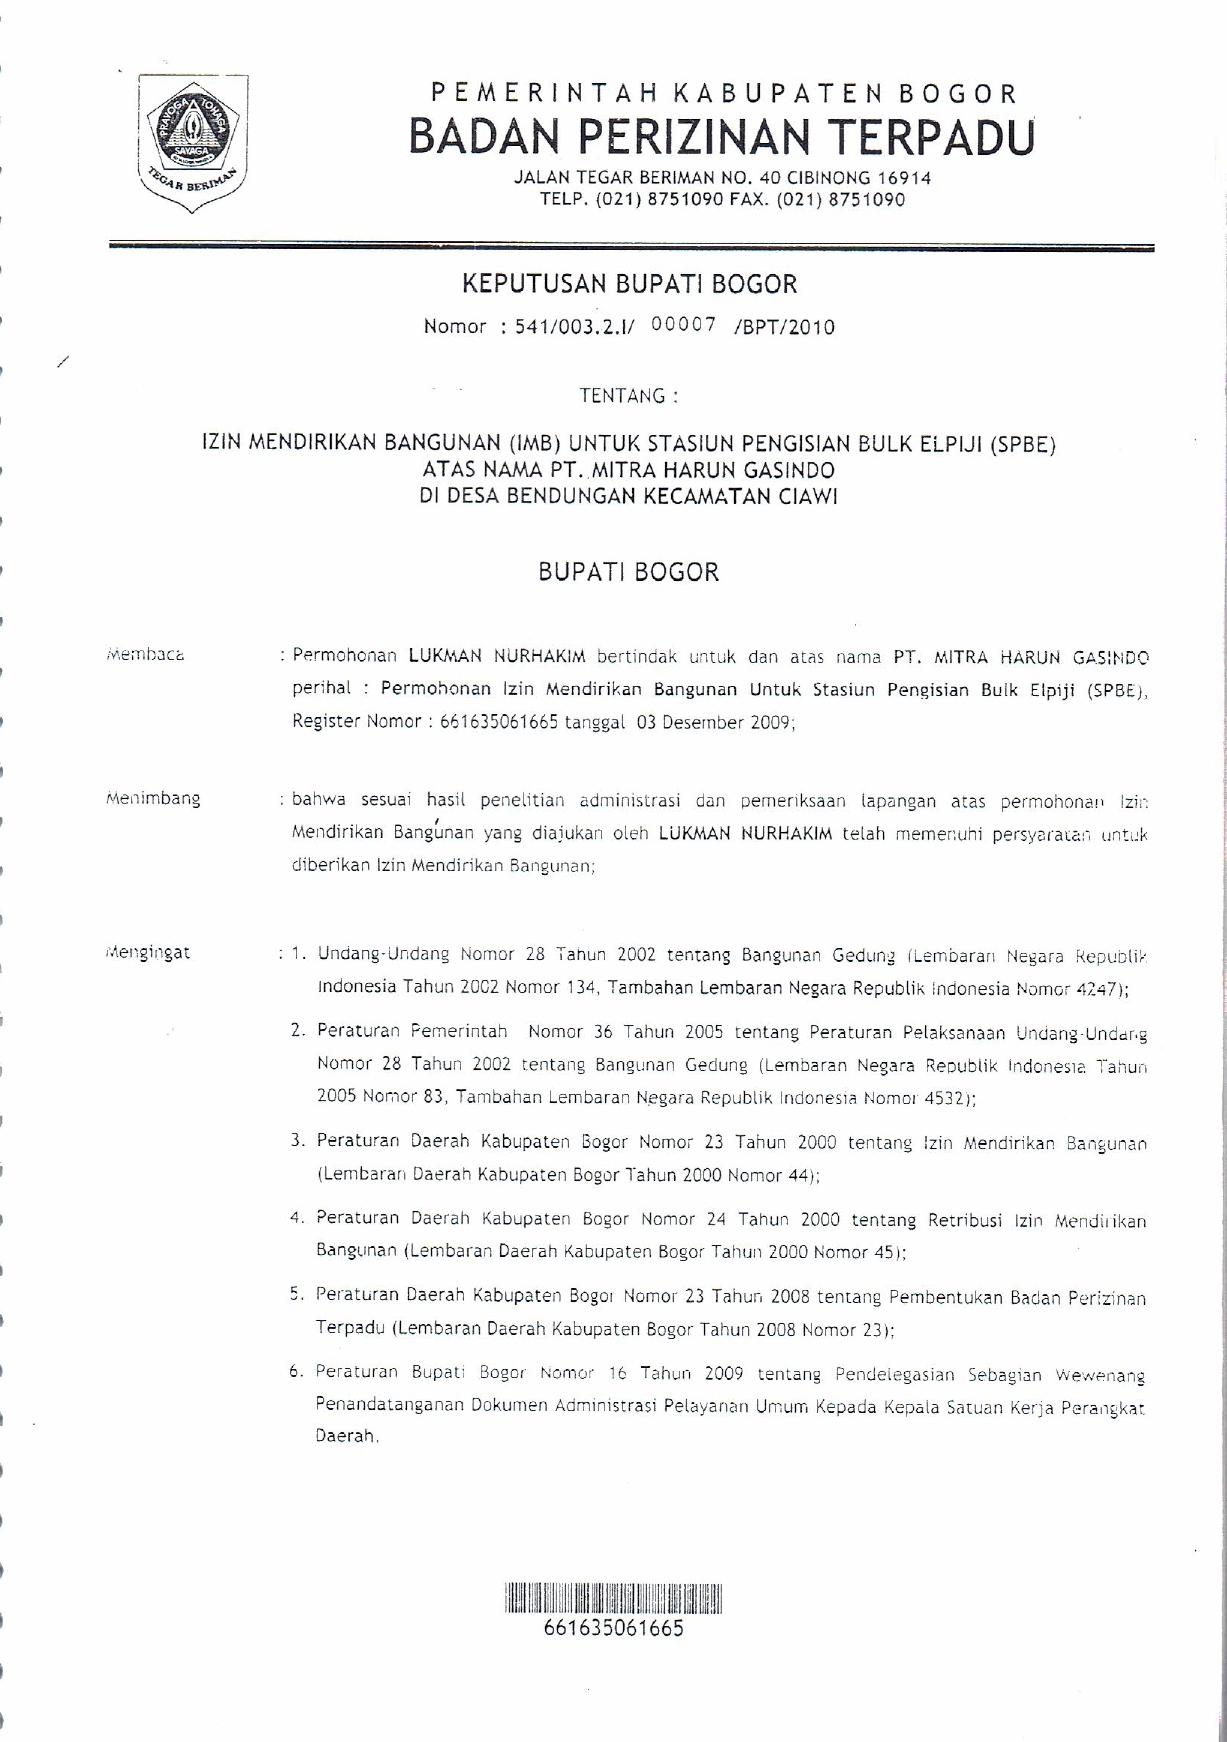 PRAYOGA TOHAGA
SAYAGA
TEGAR BERIMAN
PEMERINTAH KABUPATEN BOGOR
BADAN PERIZINAN TERPADU
JALAN TEGAR BERIMAN NO. 40 CIBINONG 16914
TELP. (021) 8751090 FAX. (021) 8751090
KEPUTUSAN BUPATI BOGOR
Nomor : 541/003.2.I/ 00007 /BPT/2010
TENTANG :
IZIN MENDIRIKAN BANGUNAN (IMB) UNTUK STASIUN PENGISIAN BULK ELPIJI (SPBE)
ATAS NAMA PT. MITRA HARUN GASINDO
DI DESA BENDUNGAN KECAMATAN CIAWI
BUPATI BOGOR
Membaca : Permohonan LUKMAN NURHAKIM bertindak untuk dan atas nama PT. MITRA HARUN GASINDO
perihal : Permohonan Izin Mendirikan Bangunan Untuk Stasiun Pengisian Bulk Elpiji (SPBE),
Register Nomor : 661635061665 tanggal 03 Desember 2009;
Menimbang : bahwa sesuai hasil penelitian administrasi dan pemeriksaan lapangan atas permohonan Izin
Mendirikan Bangunan yang diajukan oleh LUKMAN NURHAKIM telah memenuhi persyaratan untuk
diberikan Izin Mendirikan Bangunan;
Mengingat : 1. Undang-Undang Nomor 28 Tahun 2002 tentang Bangunan Gedung (Lembaran Negara Republik
Indonesia Tahun 2002 Nomor 134, Tambahan Lembaran Negara Republik Indonesia Nomor 4247);
2. Peraturan Pemerintah Nomor 36 Tahun 2005 tentang Peraturan Pelaksanaan Undang-Undang
Nomor 28 Tahun 2002 tentang Bangunan Gedung (Lembaran Negara Republik Indonesia Tahun
2005 Nomor 83, Tambahan Lembaran Negara Republik Indonesia Nomor 4532);
3. Peraturan Daerah Kabupaten Bogor Nomor 23 Tahun 2000 tentang Izin Mendirikan Bangunan
(Lembaran Daerah Kabupaten Bogor Tahun 2000 Nomor 44);
4. Peraturan Daerah Kabupaten Bogor Nomor 24 Tahun 2000 tentang Retribusi Izin Mendirikan
Bangunan (Lembaran Daerah Kabupaten Bogor Tahun 2000 Nomor 45);
5. Peraturan Daerah Kabupaten Bogor Nomor 23 Tahun 2008 tentang Pembentukan Badan Perizinan
Terpadu (Lembaran Daerah Kabupaten Bogor Tahun 2008 Nomor 23);
6. Peraturan Bupati Bogor Nomor 16 Tahun 2009 tentang Pendelegasian Sebagian Wewenang
Penandatanganan Dokumen Administrasi Pelayanan Umum Kepada Kepala Satuan Kerja Perangkat
Daerah.
661635061665